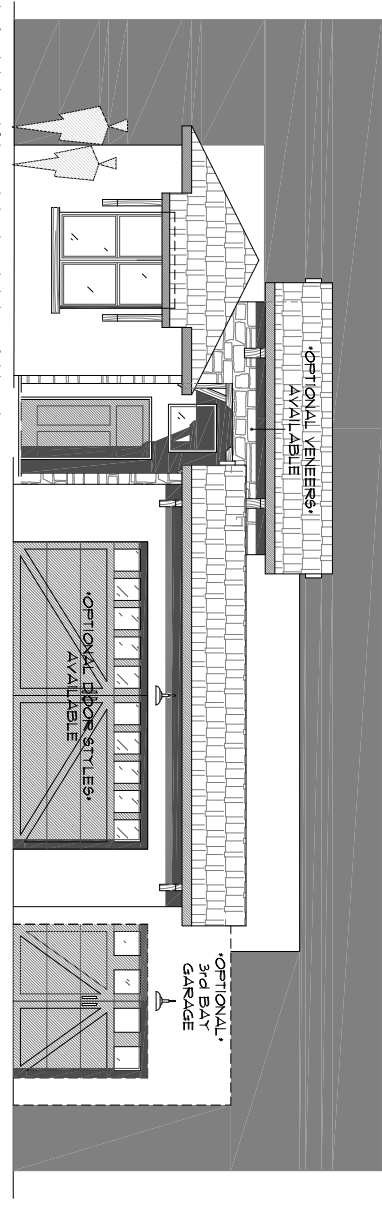 *OPTIONAL VENEERS*
AVAILABLE
*OPTIONAL DOOR STYLES*
AVAILABLE
*OPTIONAL*
3rd BAY
GARAGE